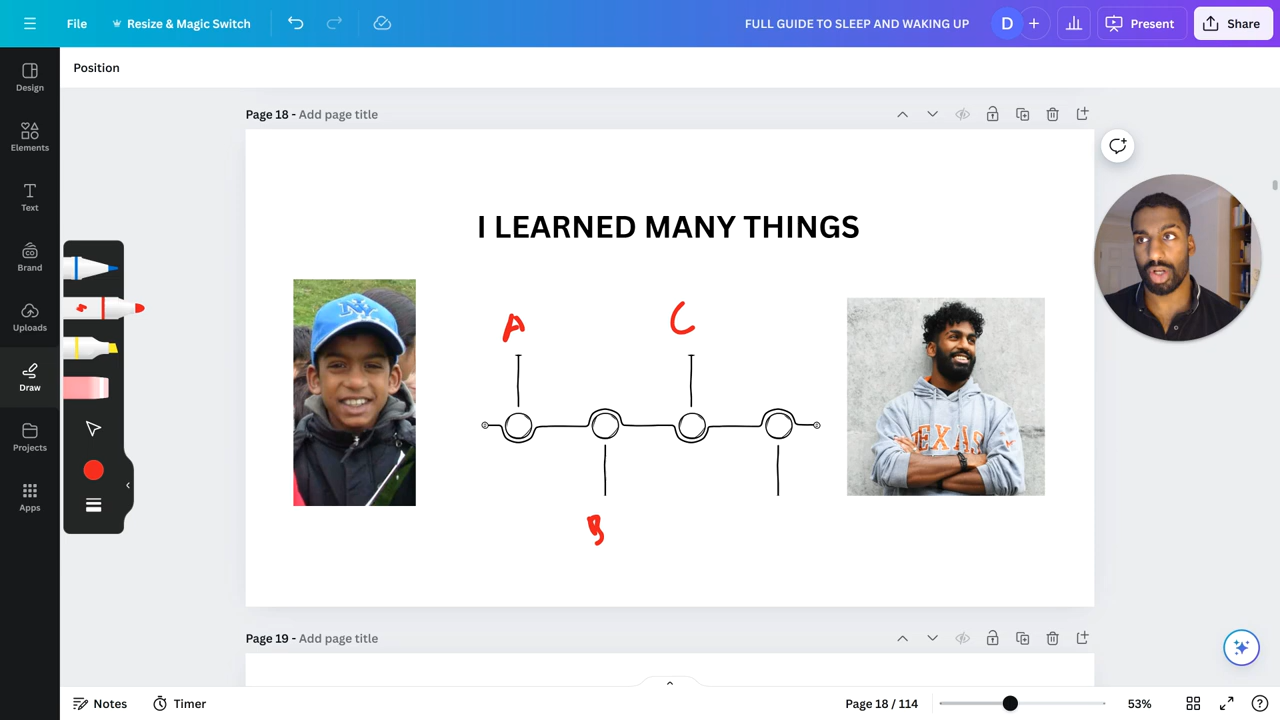 File
Resize & Magic Switch
FULL GUIDE TO SLEEP AND WAKING UP
D
Present
Share
Position
Design
Elements
Text
Brand
Uploads
Draw
Projects
Apps
Page 18 - Add page title
I LEARNED MANY THINGS
NY
A
C
B
TEXAS
Page 19 - Add page title
Notes
Timer
Page 18 / 114
53%